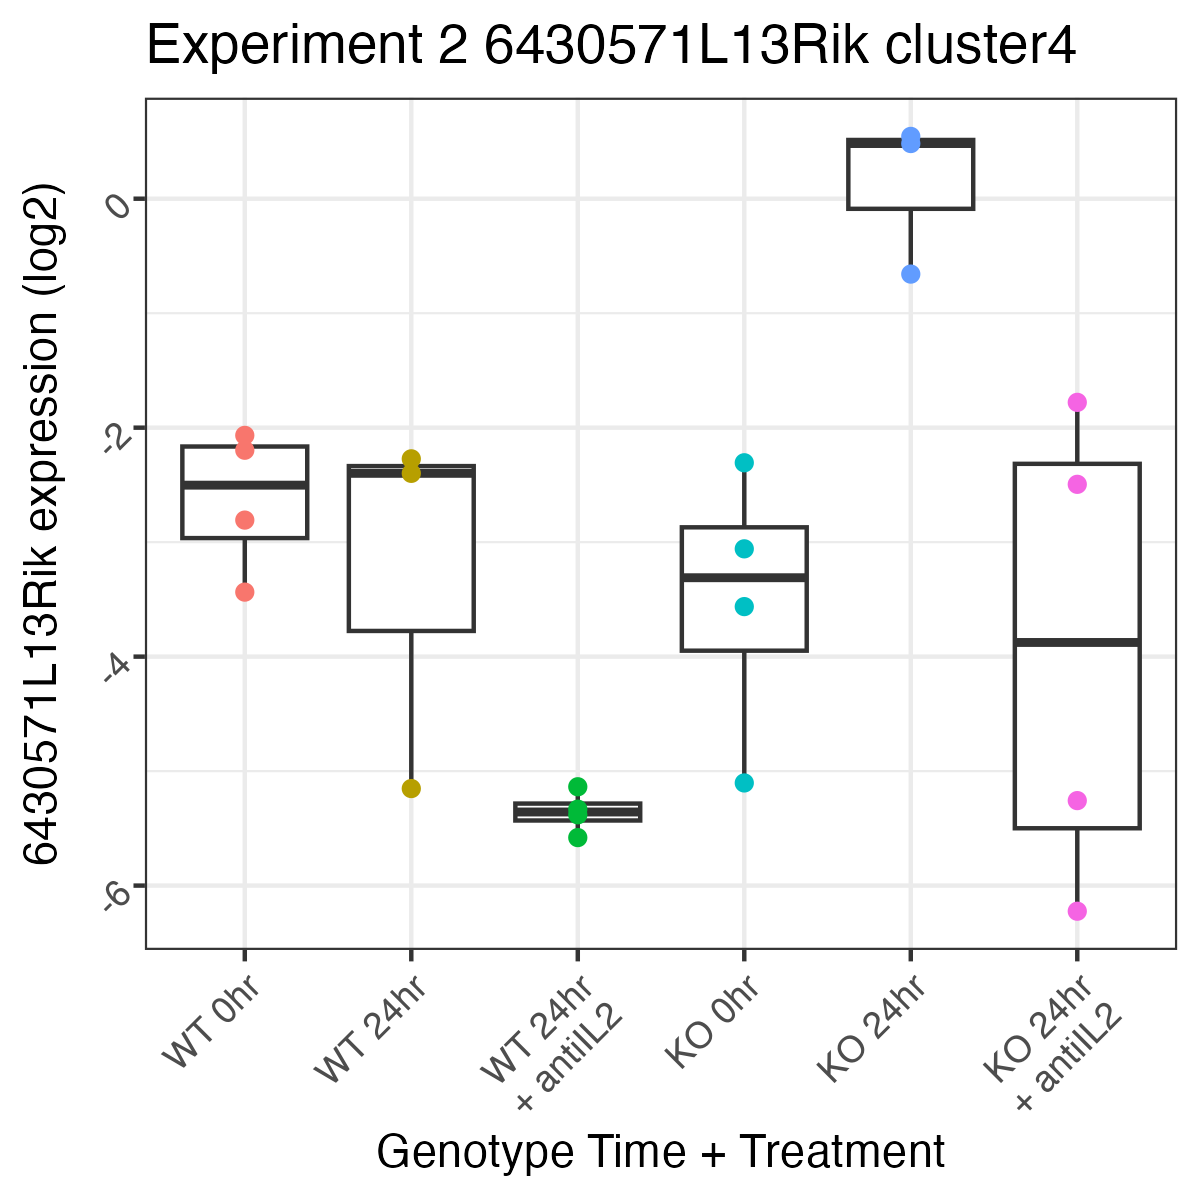 Experiment 2 6430571L13Rik cluster4
6430571L13Rik expression (log2)
0
-2
-4
-6
WT 0hr
WT 24hr
WT 24hr
+ antiIL2
KO 0hr
KO 24hr
KO 24hr
+ antiIL2
Genotype Time + Treatment